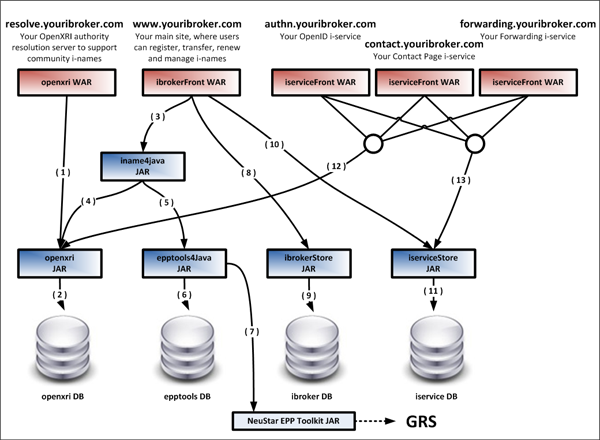 resolve.youribroker.com
Your OpenXRI authority
resolution server to support
community i-names
www.youribroker.com
Your main site, where users
can register, transfer, renew
and manage i-names
authn.youribroker.com
Your OpenID i-service
contact.youribroker.com
Your Contact Page i-service
forwarding.youribroker.com
Your Forwarding i-service
openxri WAR
ibrokerFront WAR
iserviceFront WAR
iserviceFront WAR
iserviceFront WAR
( 3 )
( 10 )
iname4java
JAR
( 1 )
( 4 )
( 5 )
( 8 )
( 12 )
( 13 )
openxri
JAR
epptools4Java
JAR
ibrokerStore
JAR
iserviceStore
JAR
( 2 )
( 6 )
( 7 )
( 9 )
( 11 )
openxri DB
epptools DB
ibroker DB
iservice DB
NeuStar EPP Toolkit JAR
GRS